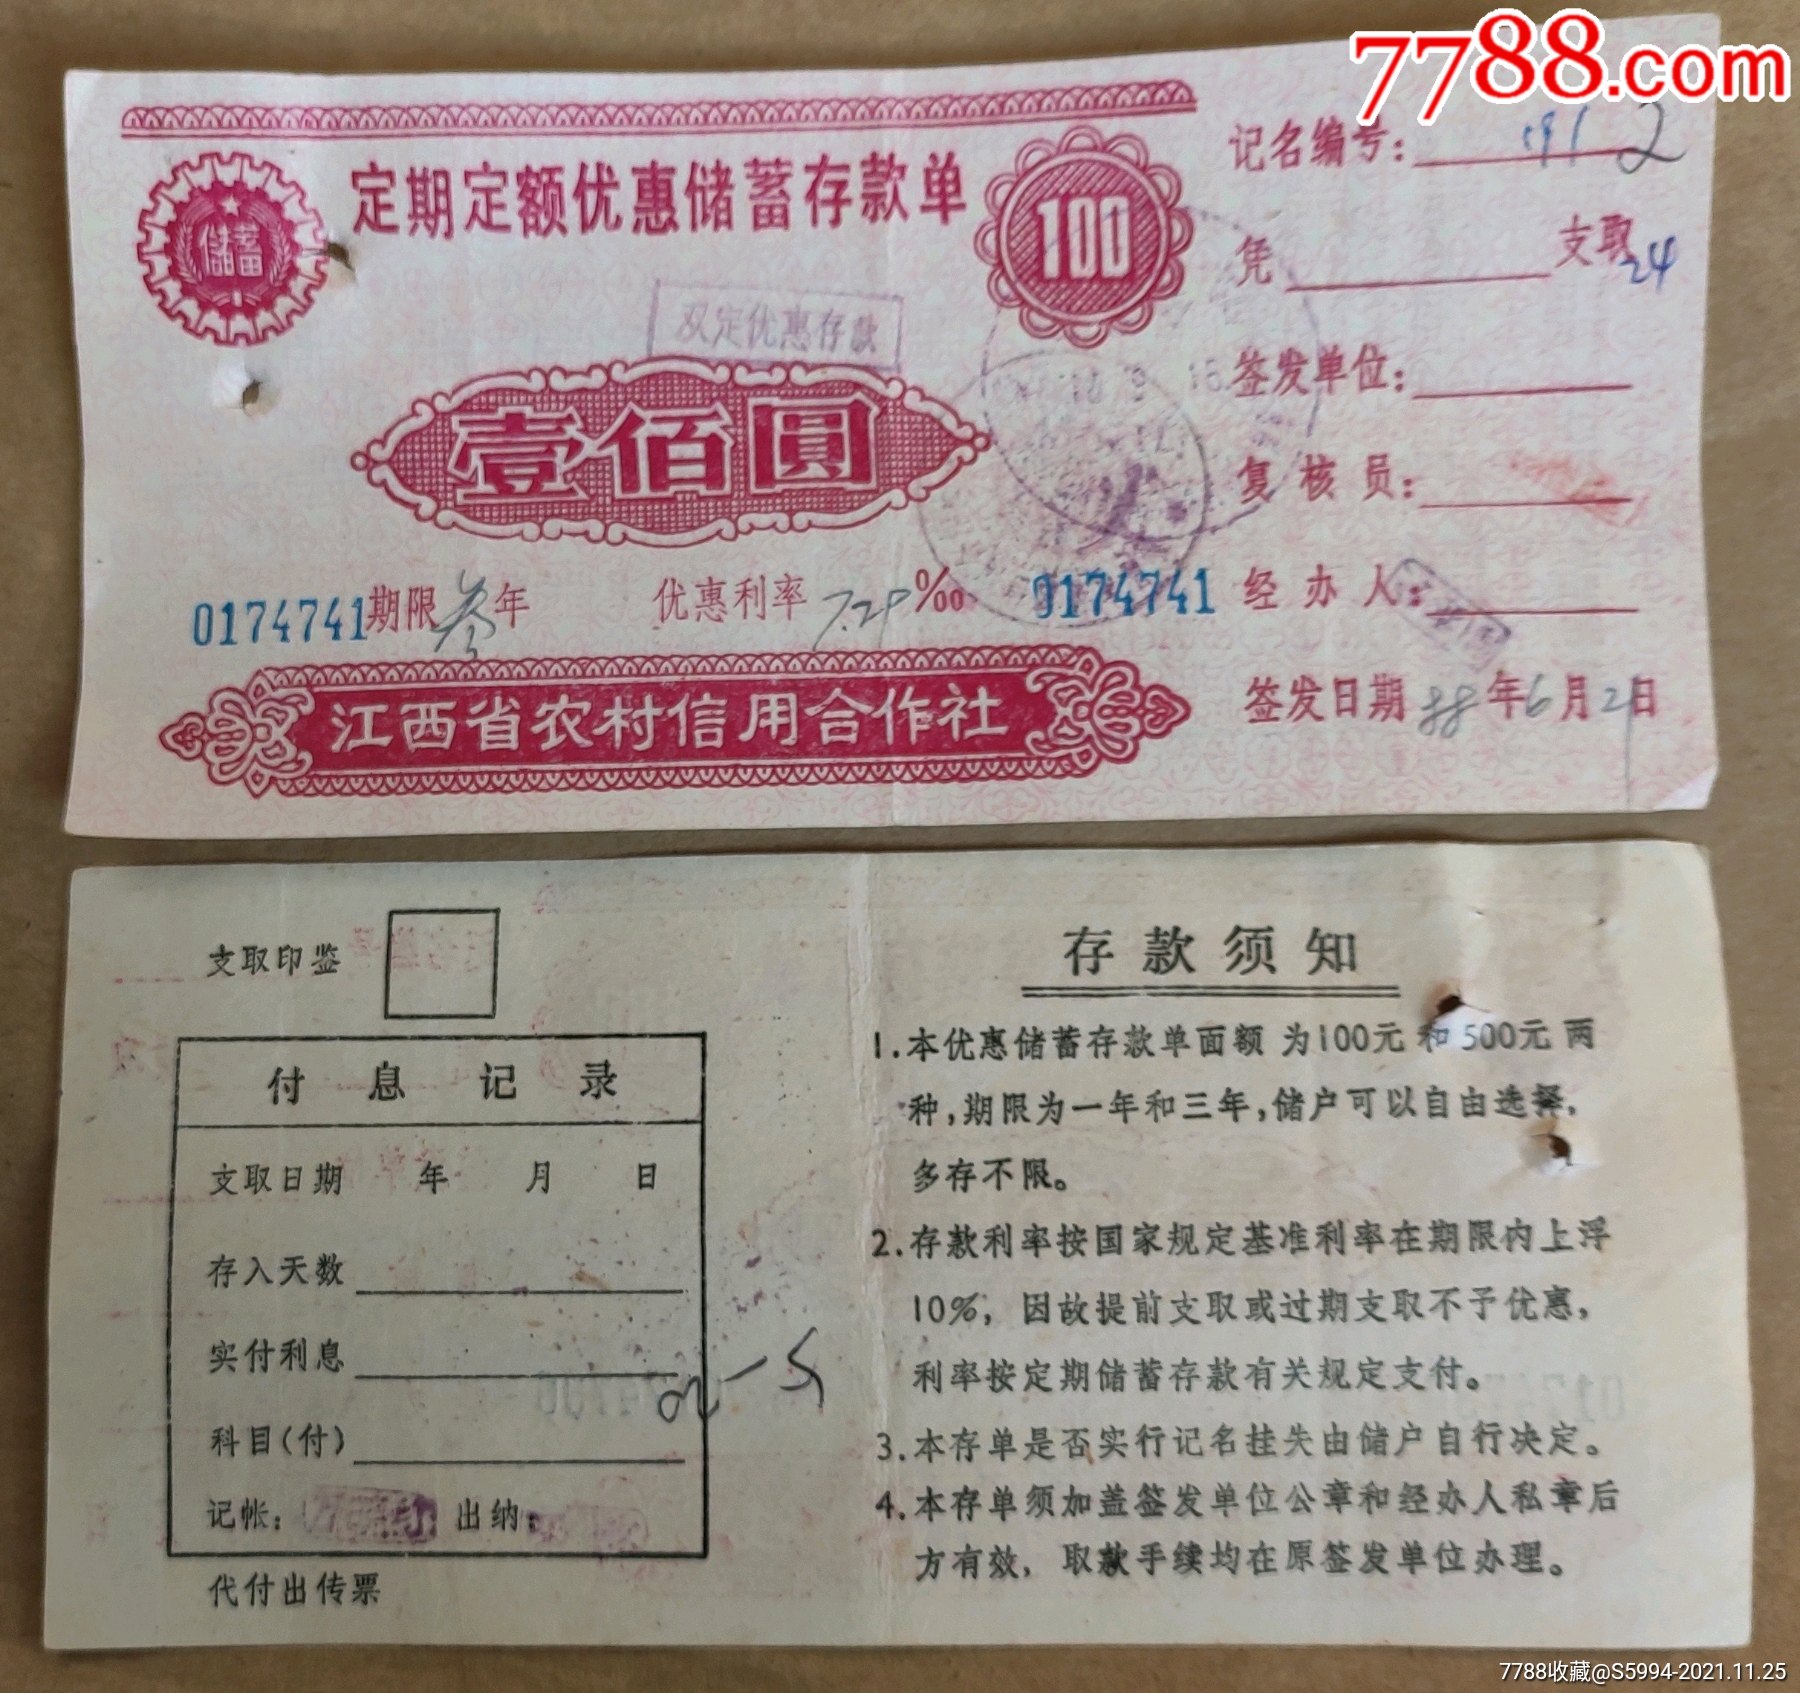 7788.com
定期定额优惠储蓄存款单
储蓄
100
双定优惠存款
壹佰圆
0174741 期限叁年 优惠利率7.29‰ 0174741
江西省农村信用合作社
记名编号：
凭 支取
24
签发单位：
复核员：
经办人：
签发日期88年6月29日
支取印鉴
付息记录
支取日期 年 月 日
存入天数
实付利息
科目(付)
记帐： 出纳：
代付出传票
存款须知
1.本优惠储蓄存款单面额为100元和500元两
种,期限为一年和三年,储户可以自由选择,
多存不限。
2.存款利率按国家规定基准利率在期限内上浮
10%，因故提前支取或过期支取不予优惠,
利率按定期储蓄存款有关规定支付。
3.本存单是否实行记名挂失由储户自行决定。
4.本存单须加盖签发单位公章和经办人私章后
方有效，取款手续均在原签发单位办理。
7788收藏@S5994-2021.11.25